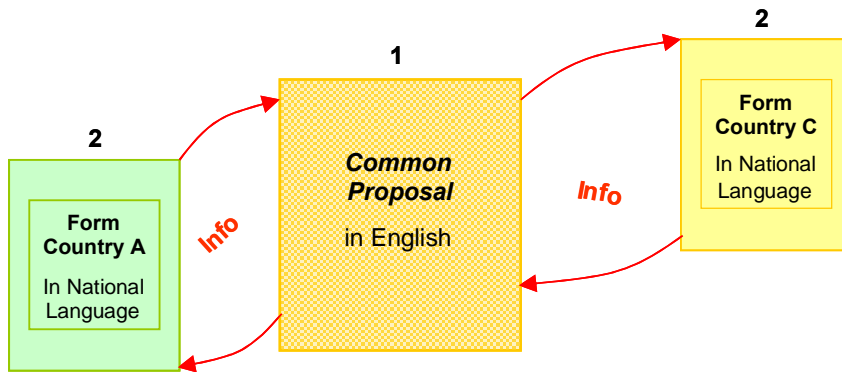 2
Form
Country A
In National
Language
Info
1
Common
Proposal
in English
Info
2
Form
Country C
In National
Language